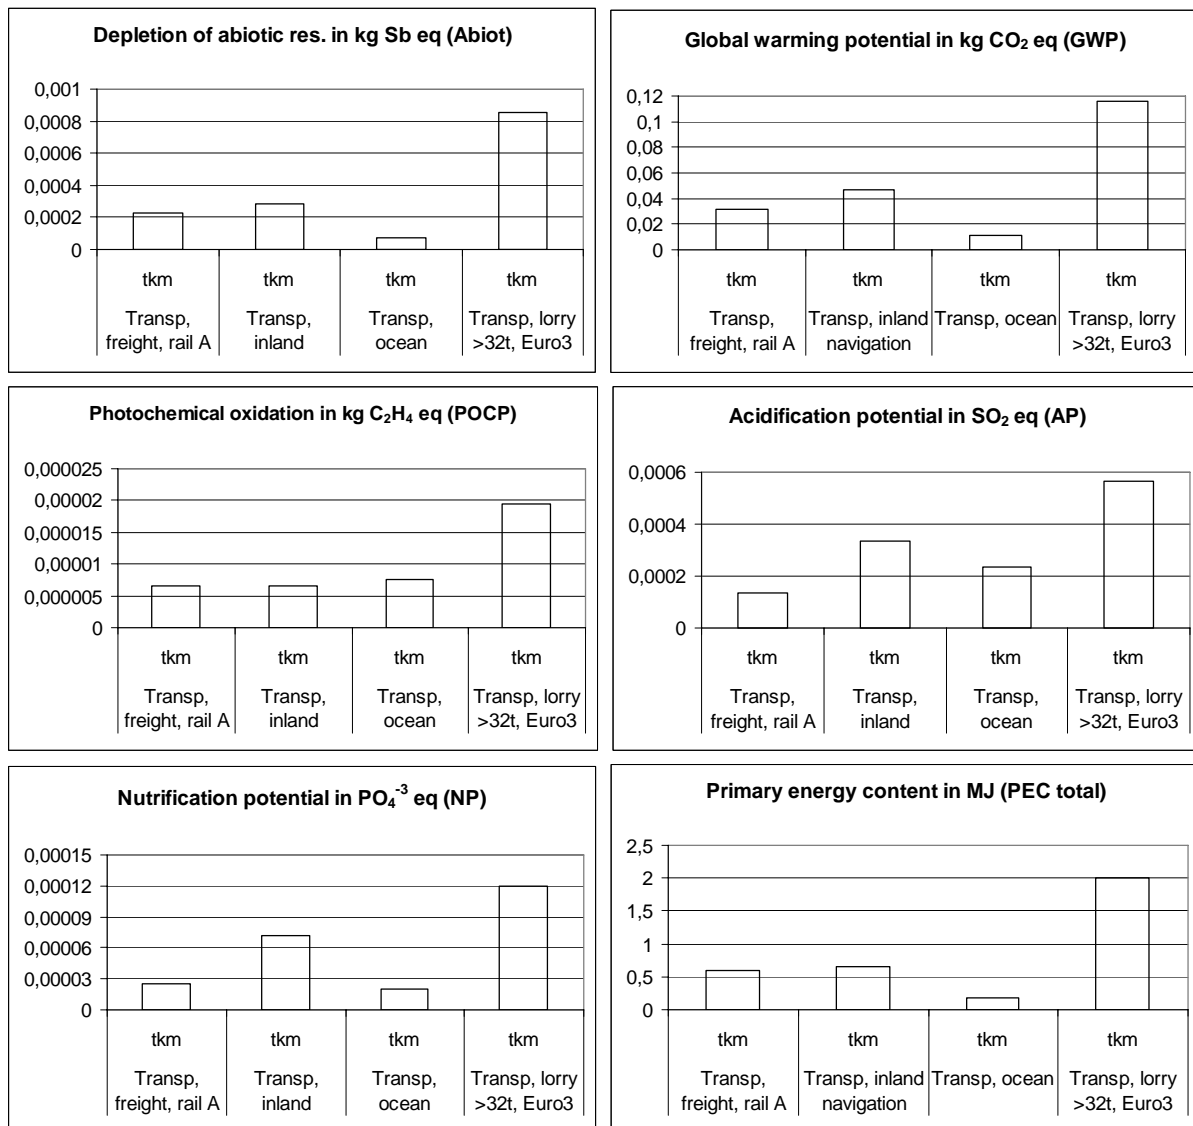 Depletion of abiotic res. in kg Sb eq (Abiot)
0,001
0,0008
0,0006
0,0004
0,0002
0
tkm tkm tkm tkm
Transp, Transp, Transp, Transp, lorry
freight, rail A inland ocean >32t, Euro3
Global warming potential in kg CO₂ eq (GWP)
0,12
0,1
0,08
0,06
0,04
0,02
0
tkm tkm tkm tkm
Transp, Transp, inland Transp, ocean Transp, lorry
freight, rail A navigation >32t, Euro3
Photochemical oxidation in kg C₂H₄ eq (POCP)
0,000025
0,00002
0,000015
0,00001
0,000005
0
tkm tkm tkm tkm
Transp, Transp, Transp, Transp, lorry
freight, rail A inland ocean >32t, Euro3
Acidification potential in SO₂ eq (AP)
0,0006
0,0004
0,0002
0
tkm tkm tkm tkm
Transp, Transp, Transp, Transp, lorry
freight, rail A inland ocean >32t, Euro3
Nutrification potential in PO₄⁻³ eq (NP)
0,00015
0,00012
0,00009
0,00006
0,00003
0
tkm tkm tkm tkm
Transp, Transp, Transp, Transp, lorry
freight, rail A inland ocean >32t, Euro3
Primary energy content in MJ (PEC total)
2,5
2
1,5
1
0,5
0
tkm tkm tkm tkm
Transp, Transp, inland Transp, ocean Transp, lorry
freight, rail A navigation >32t, Euro3